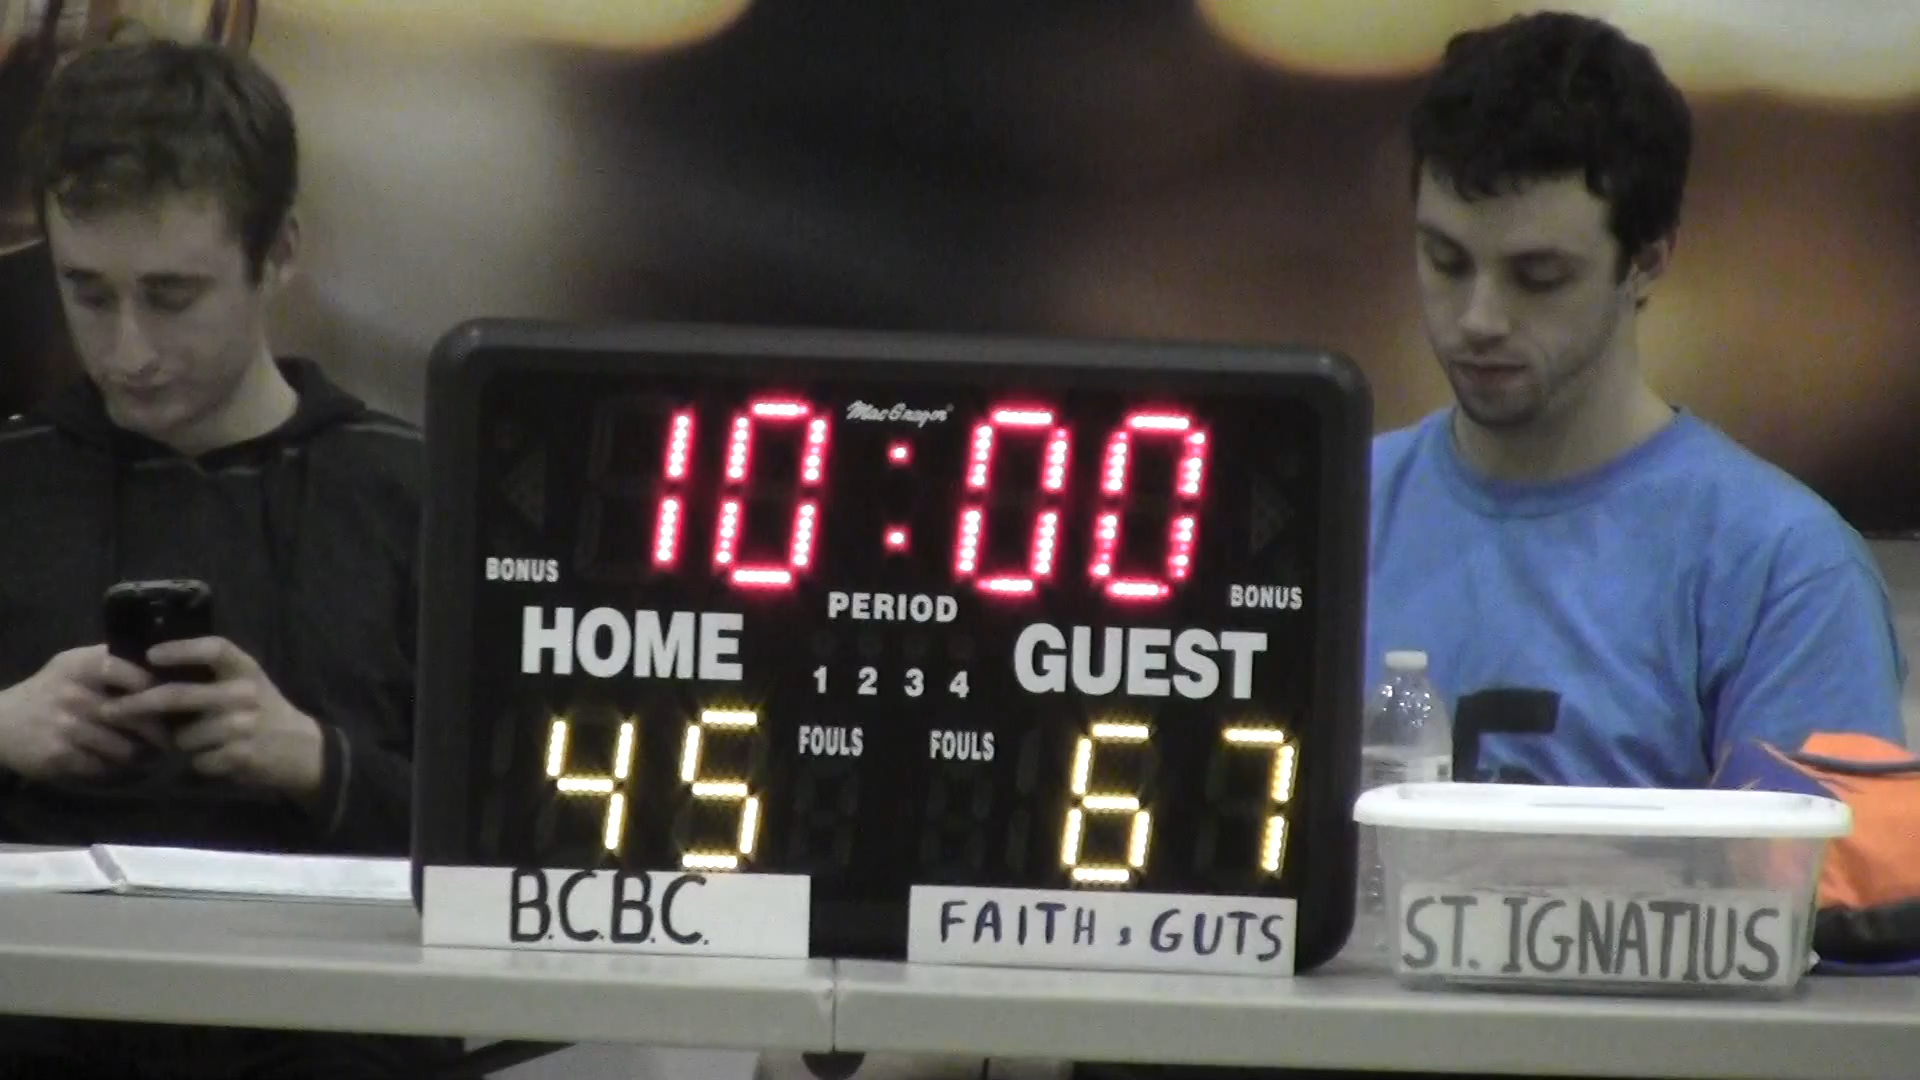 MacGregor
10:00
BONUS
BONUS
PERIOD
HOME
GUEST
1 2 3 4
FOULS
FOULS
45
67
B.C.B.C.
FAITH & GUTS
ST. IGNATIUS